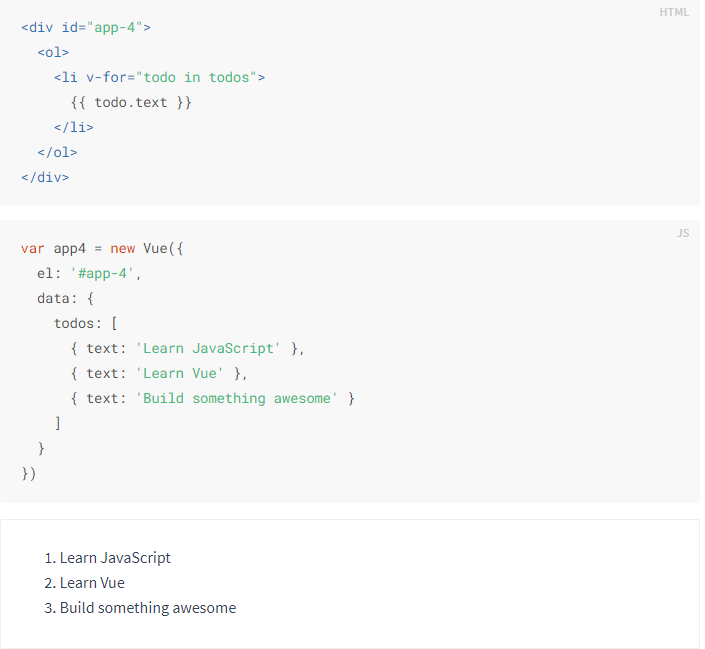 HTML
<div id="app-4">
  <ol>
    <li v-for="todo in todos">
      {{ todo.text }}
    </li>
  </ol>
</div>
JS
var app4 = new Vue({
  el: '#app-4',
  data: {
    todos: [
      { text: 'Learn JavaScript' },
      { text: 'Learn Vue' },
      { text: 'Build something awesome' }
    ]
  }
})
1. Learn JavaScript
2. Learn Vue
3. Build something awesome